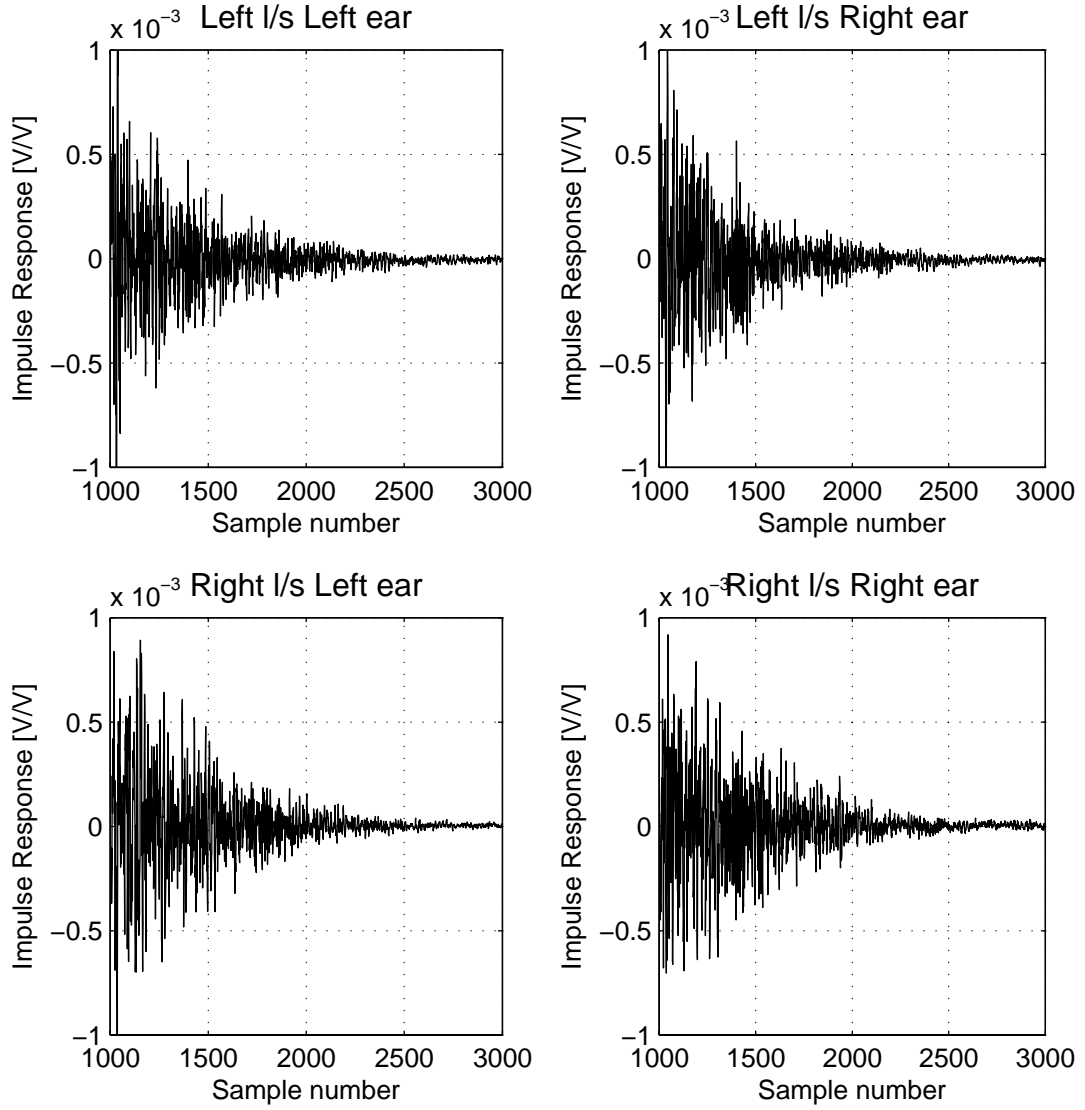 x 10−3 Left l/s Left ear
1
0.5
0
−0.5
−1
Impulse Response [V/V]
1000 1500 2000 2500 3000
Sample number
x 10−3 Left l/s Right ear
1
0.5
0
−0.5
−1
Impulse Response [V/V]
1000 1500 2000 2500 3000
Sample number
x 10−3 Right l/s Left ear
1
0.5
0
−0.5
−1
Impulse Response [V/V]
1000 1500 2000 2500 3000
Sample number
x 10−3 Right l/s Right ear
1
0.5
0
−0.5
−1
Impulse Response [V/V]
1000 1500 2000 2500 3000
Sample number